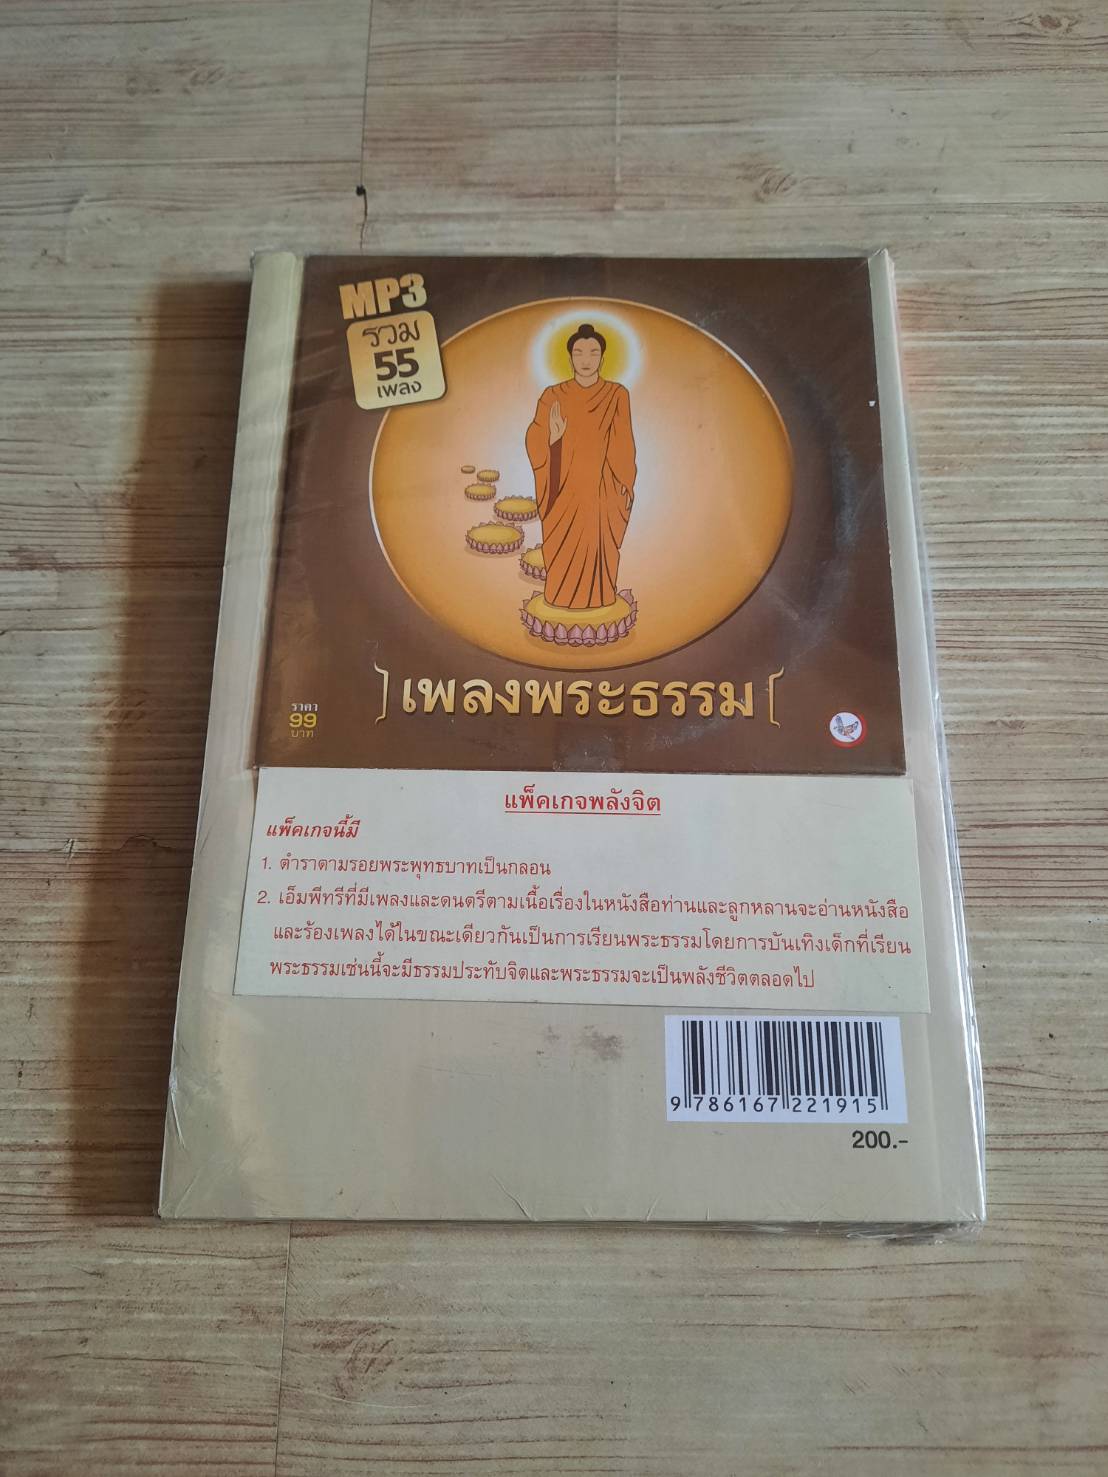 MP3
รวม
55
เพลง
เพลงพระธรรม
ราคา
99
บาท
แพ็คเกจพลังจิต
แพ็คเกจนี้มี
1. ตำราตามรอยพระพุทธบาทเป็นกลอน
2. เอ็มพีทรีที่มีเพลงและดนตรีตามเนื้อเรื่องในหนังสือท่านและลูกหลานจะอ่านหนังสือ
และร้องเพลงได้ในขณะเดียวกันเป็นการเรียนพระธรรมโดยการบันเทิงเด็กที่เรียน
พระธรรมเช่นนี้จะมีธรรมประทับจิตและพระธรรมจะเป็นพลังชีวิตตลอดไป
9 786167 221915
200.-